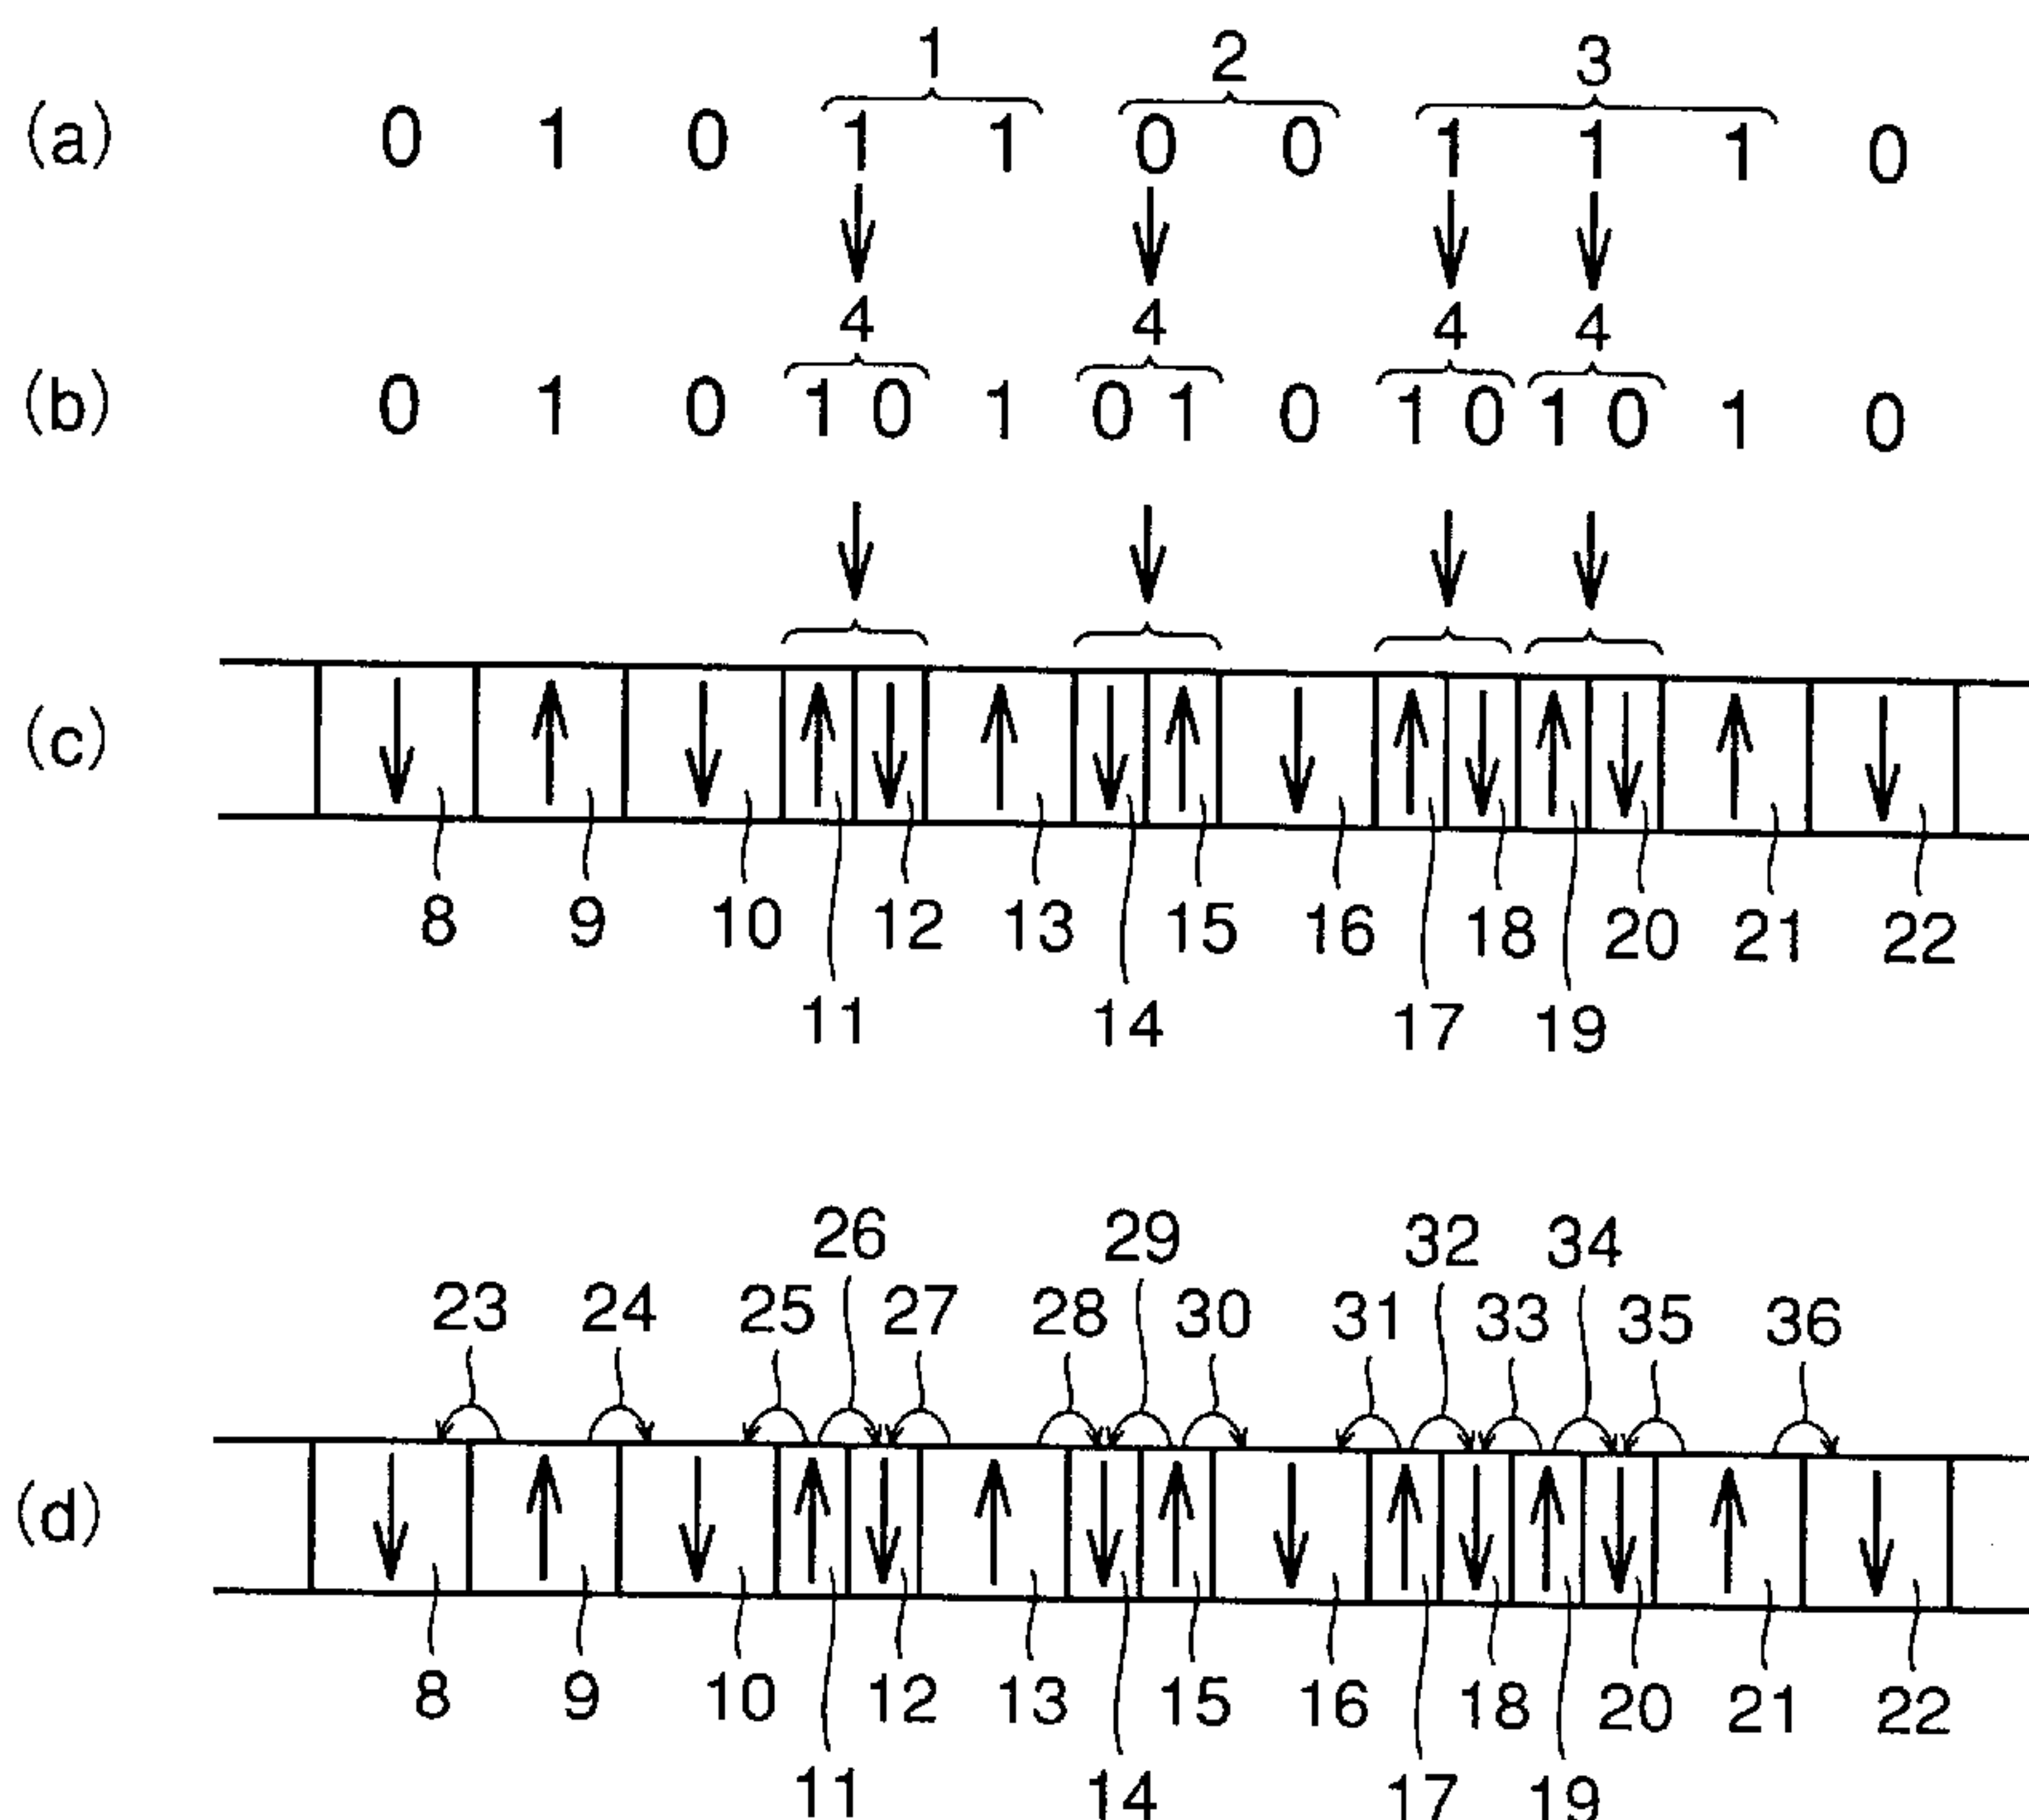 1 2 3
(a) 0 1 0 1 1 0 0 1 1 1 0
4 4 4 4
(b) 0 1 0 1 0 1 0 1 0 1 0 1 0 1 0
(c)
8 9 10 12 13 15 16 18 20 21 22
11 14 17 19
26 29 32 34
23 24 25 27 28 30 31 33 35 36
(d)
8 9 10 12 13 15 16 18 20 21 22
11 14 17 19